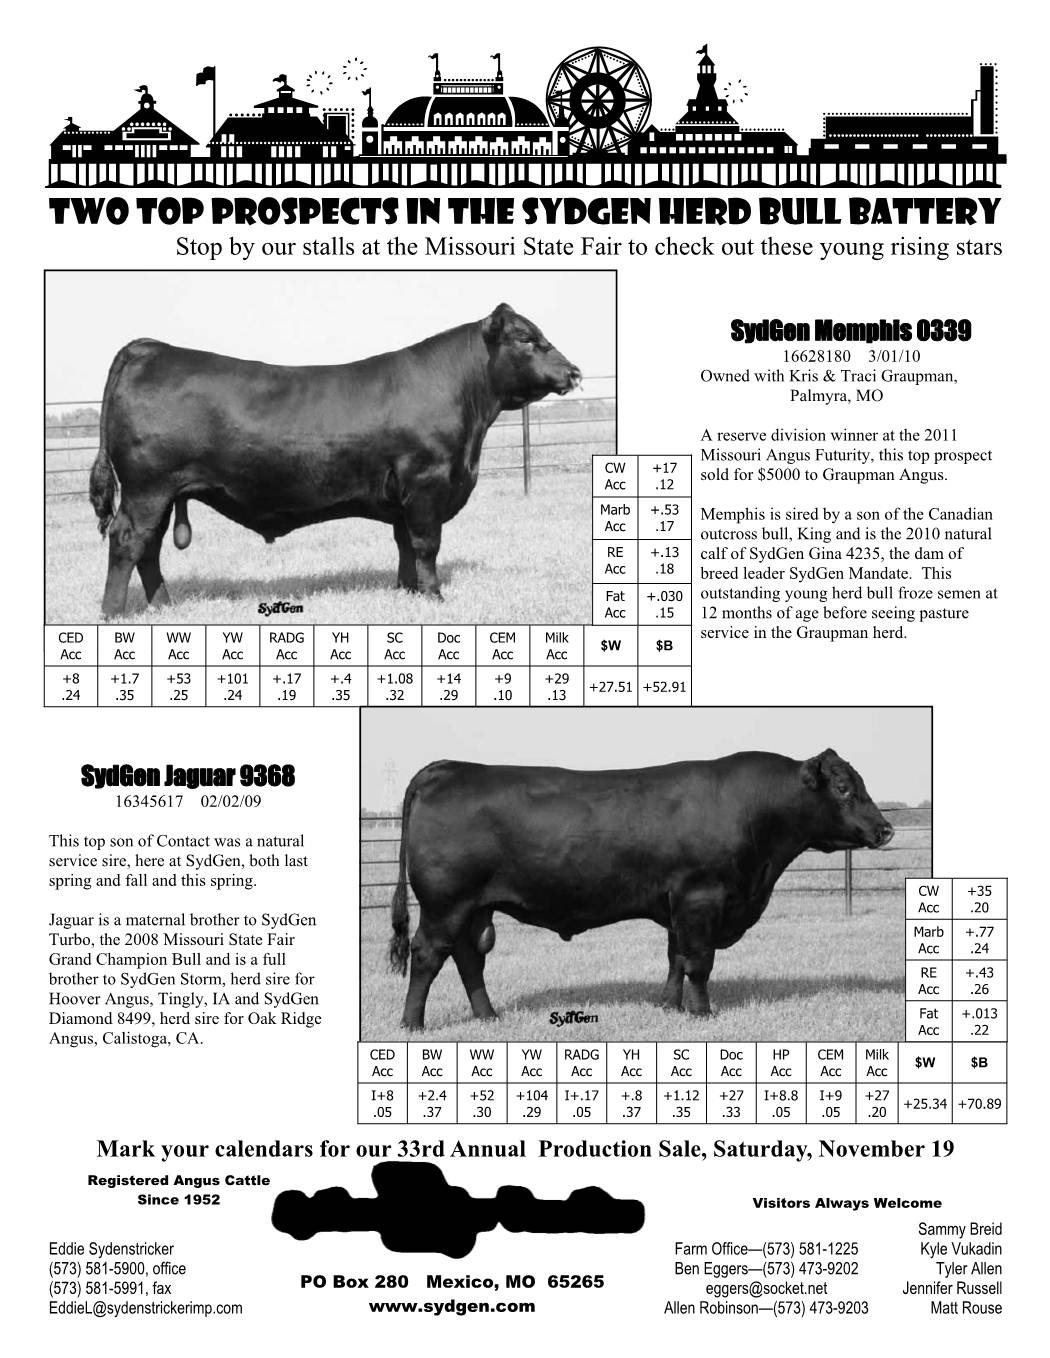 TWO TOP PROSPECTS IN THE SYDGEN HERD BULL BATTERY
Stop by our stalls at the Missouri State Fair to check out these young rising stars
SydGen Memphis 0339
16628180 3/01/10
Owned with Kris & Traci Graupman,
Palmyra, MO
A reserve division winner at the 2011
Missouri Angus Futurity, this top prospect
sold for $5000 to Graupman Angus.
Memphis is sired by a son of the Canadian
outcross bull, King and is the 2010 natural
calf of SydGen Gina 4235, the dam of
breed leader SydGen Mandate. This
outstanding young herd bull froze semen at
12 months of age before seeing pasture
service in the Graupman herd.
SydGen
CW +17
Acc .12
Marb +.53
Acc .17
RE +.13
Acc .18
Fat +.030
Acc .15
CED BW WW YW RADG YH SC Doc CEM Milk $W $B
Acc Acc Acc Acc Acc Acc Acc Acc Acc Acc
+8 +1.7 +53 +101 +.17 +.4 +1.08 +14 +9 +29 +27.51 +52.91
.24 .35 .25 .24 .19 .35 .32 .29 .10 .13
SydGen Jaguar 9368
16345617 02/02/09
This top son of Contact was a natural
service sire, here at SydGen, both last
spring and fall and this spring.
Jaguar is a maternal brother to SydGen
Turbo, the 2008 Missouri State Fair
Grand Champion Bull and is a full
brother to SydGen Storm, herd sire for
Hoover Angus, Tingly, IA and SydGen
Diamond 8499, herd sire for Oak Ridge
Angus, Calistoga, CA.
SydGen
CW +35
Acc .20
Marb +.77
Acc .24
RE +.43
Acc .26
Fat +.013
Acc .22
CED BW WW YW RADG YH SC Doc HP CEM Milk $W $B
Acc Acc Acc Acc Acc Acc Acc Acc Acc Acc Acc
I+8 +2.4 +52 +104 I+.17 +.8 +1.12 +27 I+8.8 I+9 +27 +25.34 +70.89
.05 .37 .30 .29 .05 .37 .35 .33 .05 .05 .20
Mark your calendars for our 33rd Annual Production Sale, Saturday, November 19
Registered Angus Cattle
Since 1952
Eddie Sydenstricker
(573) 581-5900, office
(573) 581-5991, fax
EddieL@sydenstrickerimp.com
PO Box 280 Mexico, MO 65265
www.sydgen.com
Visitors Always Welcome
Farm Office—(573) 581-1225
Ben Eggers—(573) 473-9202
eggers@socket.net
Allen Robinson—(573) 473-9203
Sammy Breid
Kyle Vukadin
Tyler Allen
Jennifer Russell
Matt Rouse